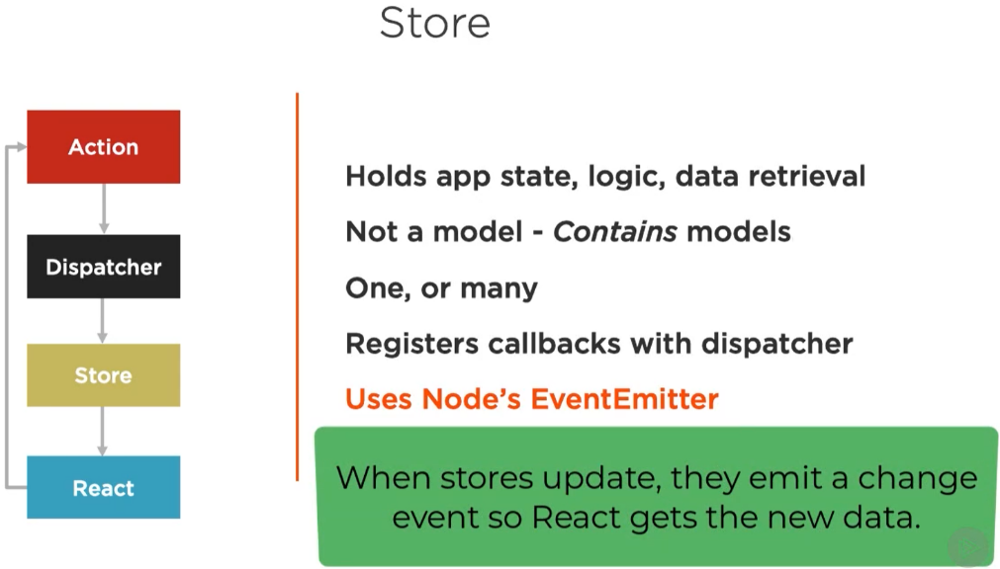 Store
Action
Dispatcher
Store
React
Holds app state, logic, data retrieval
Not a model - Contains models
One, or many
Registers callbacks with dispatcher
Uses Node’s EventEmitter
When stores update, they emit a change
event so React gets the new data.